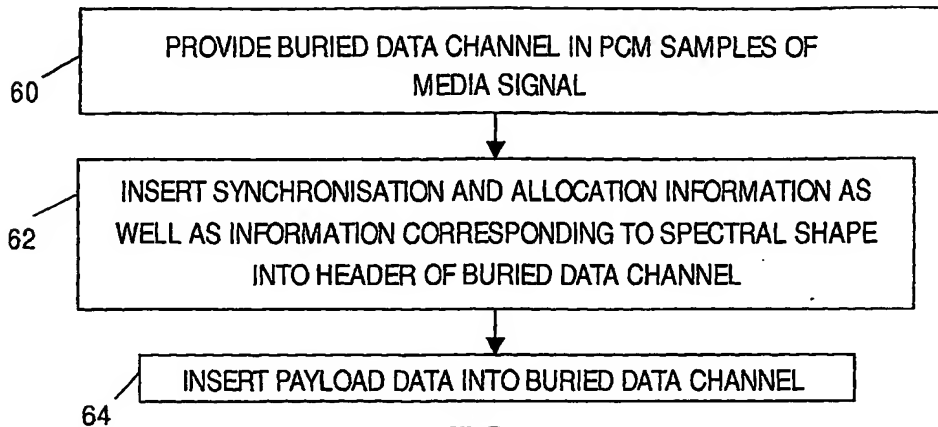 PROVIDE BURIED DATA CHANNEL IN PCM SAMPLES OF
MEDIA SIGNAL
60
INSERT SYNCHRONISATION AND ALLOCATION INFORMATION AS
WELL AS INFORMATION CORRESPONDING TO SPECTRAL SHAPE
INTO HEADER OF BURIED DATA CHANNEL
62
INSERT PAYLOAD DATA INTO BURIED DATA CHANNEL
64